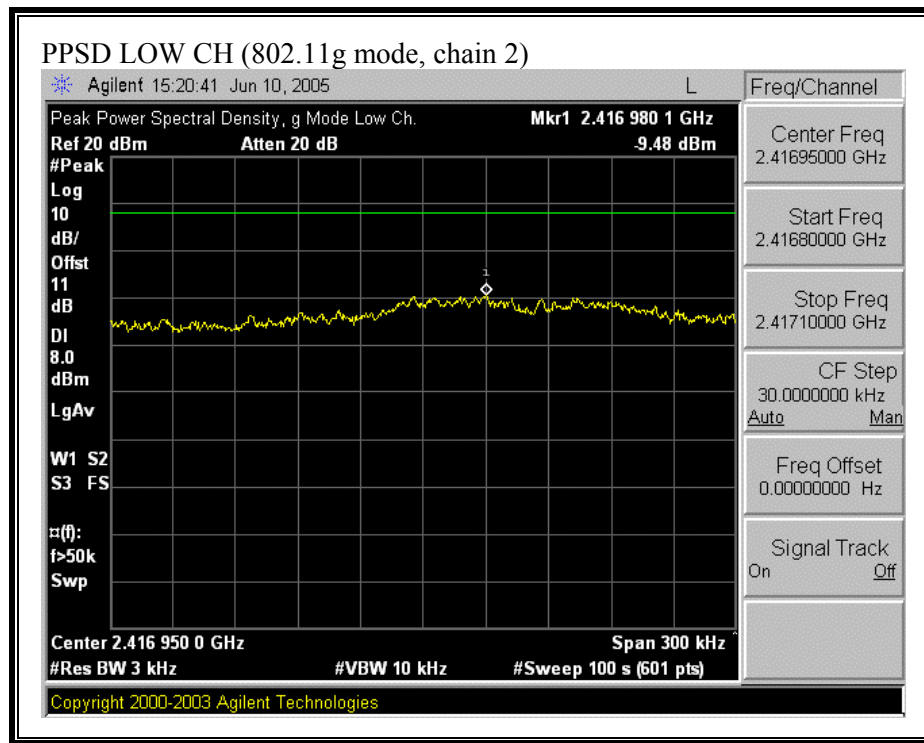 PPSD LOW CH (802.11g mode, chain 2)
Agilent 15:20:41 Jun 10, 2005 L
Freq/Channel
Peak Power Spectral Density, g Mode Low Ch.
Mkr1 2.416 980 1 GHz
Ref 20 dBm
Atten 20 dB
-9.48 dBm
#Peak
Log
10
dB/
Offst
11
dB
DI
8.0
dBm
LgAv
W1 S2
S3 FS
¤(f):
f>50k
Swp
1
Center 2.416 950 0 GHz
Span 300 kHz ^
#Res BW 3 kHz
#VBW 10 kHz
#Sweep 100 s (601 pts)
Copyright 2000-2003 Agilent Technologies
Center Freq
2.41695000 GHz
Start Freq
2.41680000 GHz
Stop Freq
2.41710000 GHz
CF Step
30.0000000 kHz
Auto Man
Freq Offset
0.00000000 Hz
Signal Track
On Off